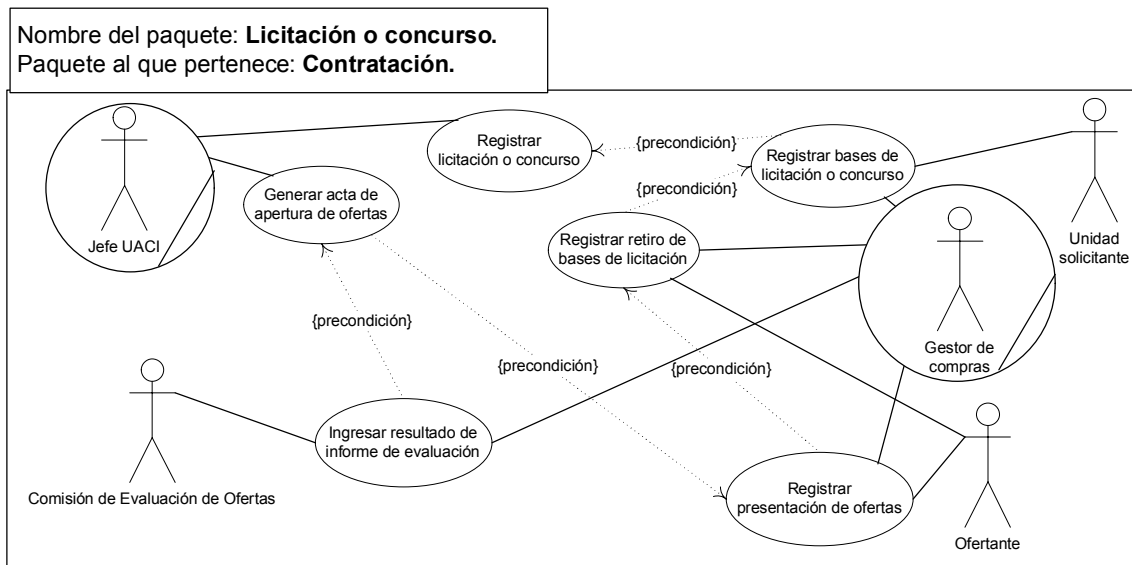 Nombre del paquete: Licitación o concurso.
Paquete al que pertenece: Contratación.
Registrar
licitación o concurso
{precondición}
Registrar bases de
licitación o concurso
Generar acta de
apertura de ofertas
{precondición}
Jefe UACI
Registrar retiro de
bases de licitación
Unidad
solicitante
{precondición}
Gestor de
compras
{precondición}
{precondición}
Ingresar resultado de
informe de evaluación
Comisión de Evaluación de Ofertas
Registrar
presentación de ofertas
Ofertante